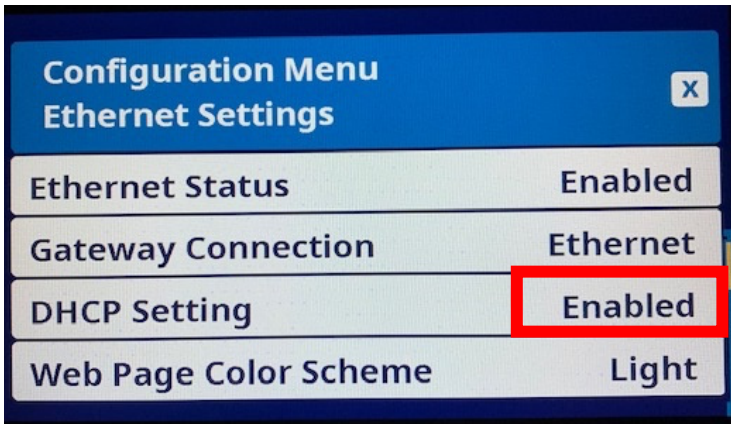 Configuration Menu
Ethernet Settings
X
Ethernet Status Enabled
Gateway Connection Ethernet
DHCP Setting Enabled
Web Page Color Scheme Light